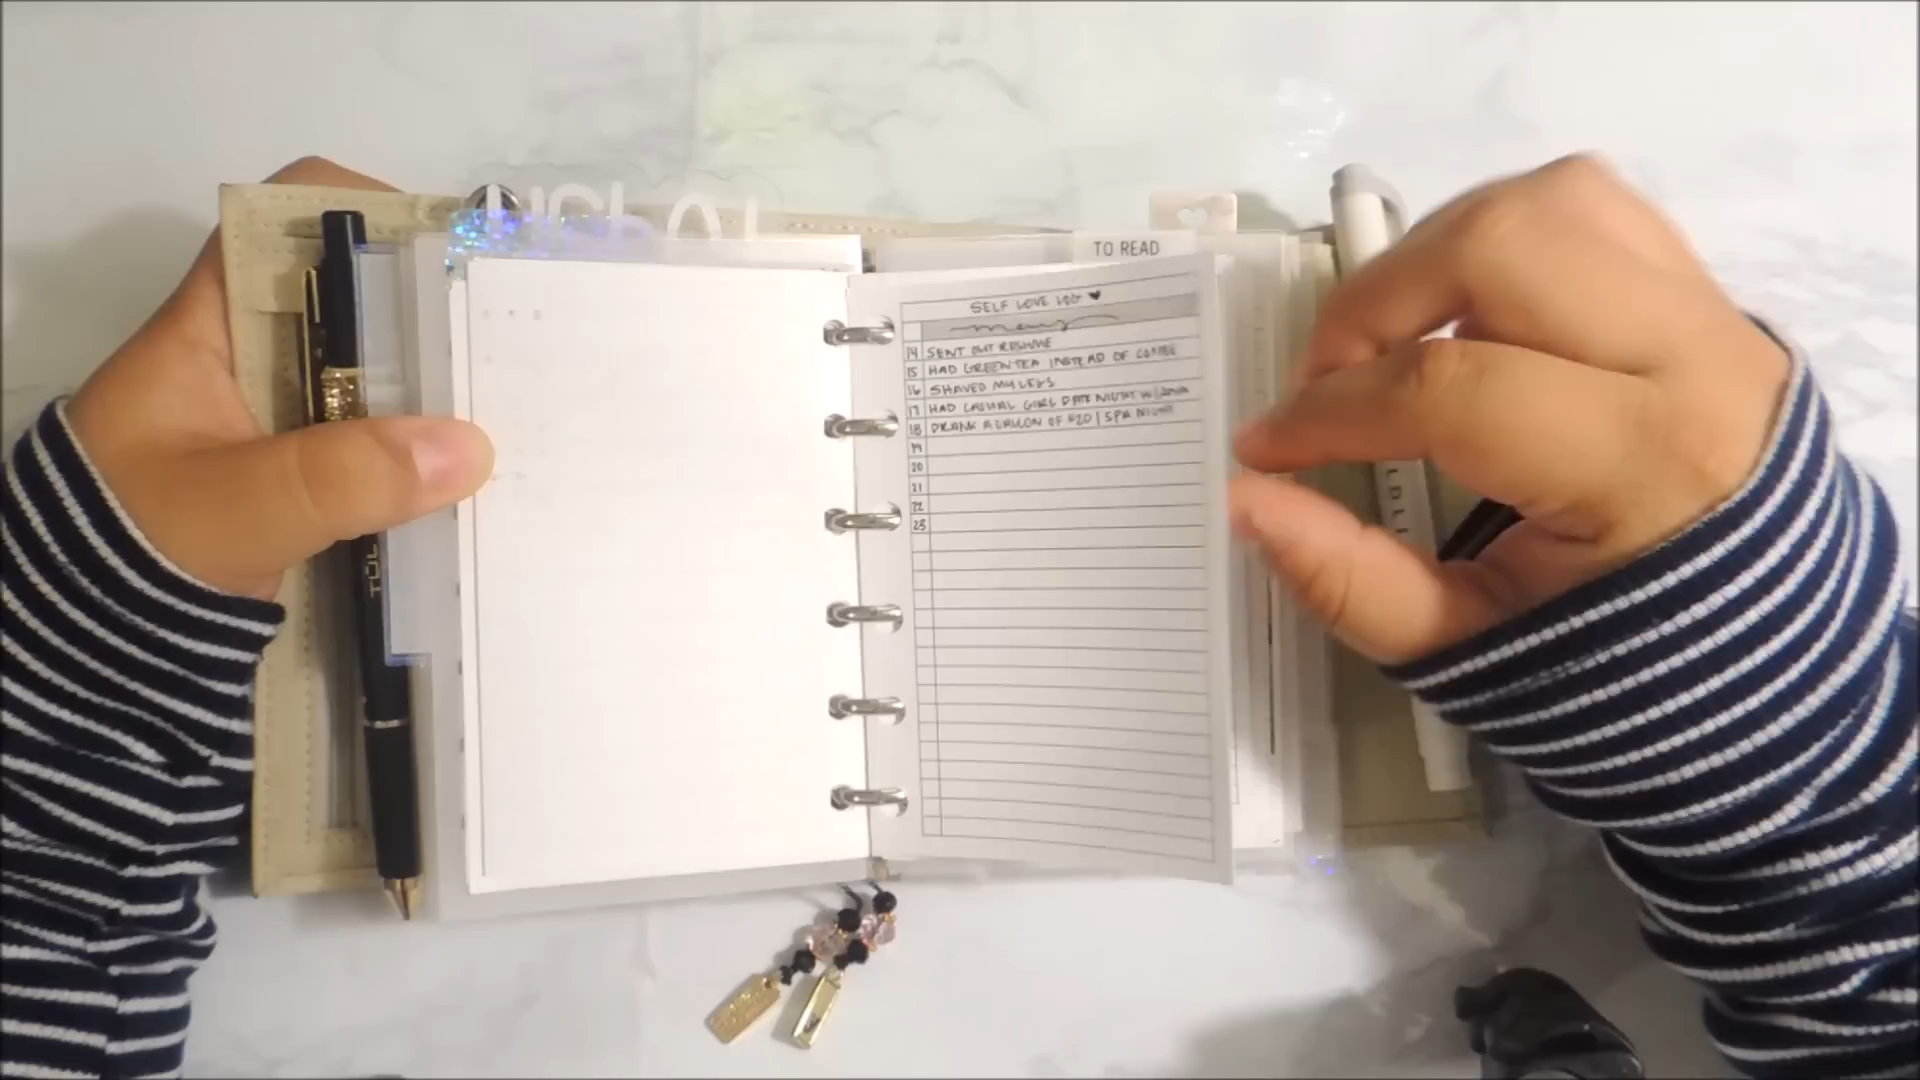 TO READ
SELF LOVE LOG
14 SENT OUT RESUME
15 HAD GREEN TEA INSTEAD OF COFFEE
16 SHAVED MY LEGS
17 HAD CASUAL GIRL DATE NIGHT W/
18 DRANK A GALLON OF H2O | SPA NIGHT
19
20
21
22
23
TUL